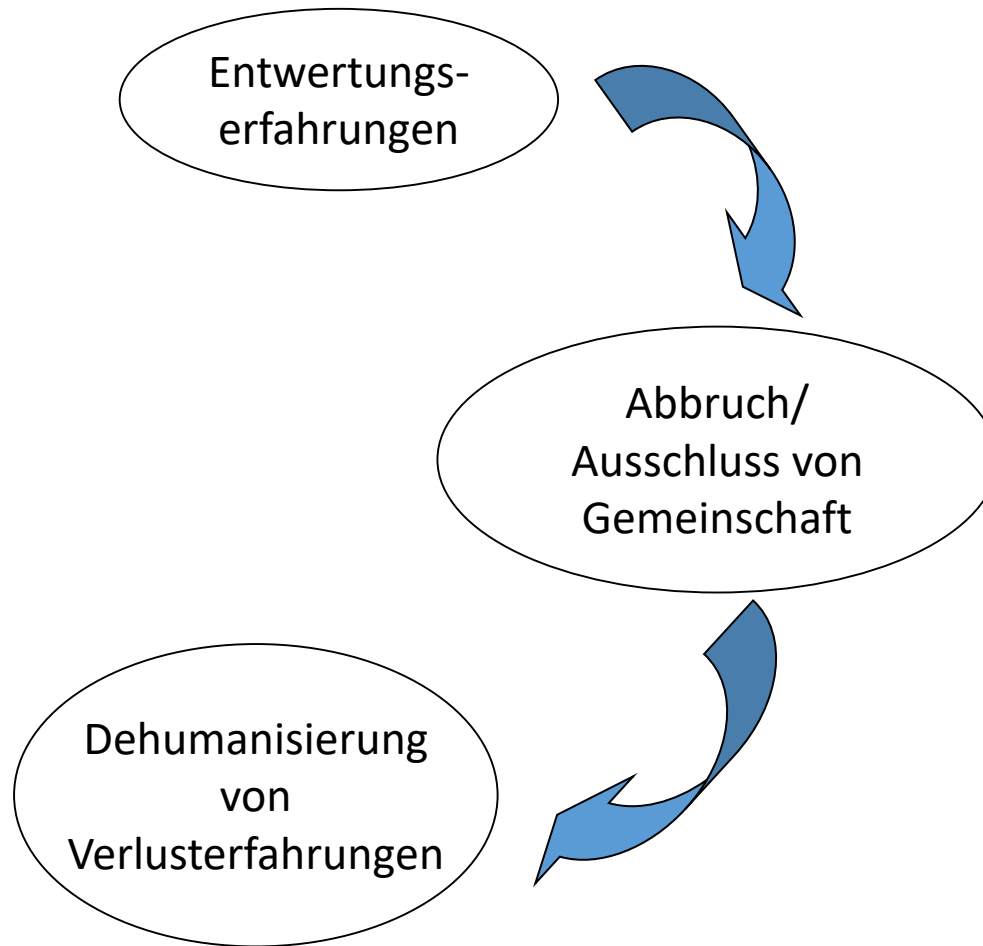 Entwertungs-
erfahrungen
Abbruch/
Ausschluss von
Gemeinschaft
Dehumanisierung
von
Verlusterfahrungen